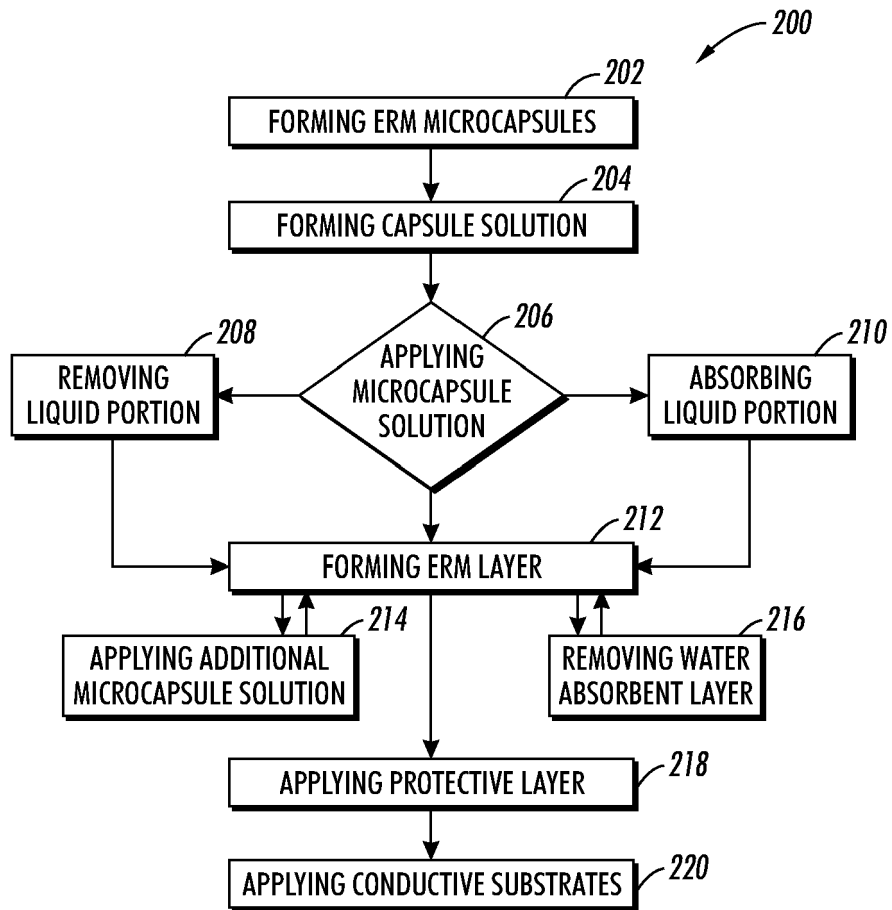 200
202
FORMING ERM MICROCAPSULES
204
FORMING CAPSULE SOLUTION
206
APPLYING
MICROCAPSULE
SOLUTION
208
REMOVING
LIQUID PORTION
210
ABSORBING
LIQUID PORTION
212
FORMING ERM LAYER
214
APPLYING ADDITIONAL
MICROCAPSULE SOLUTION
216
REMOVING WATER
ABSORBENT LAYER
APPLYING PROTECTIVE LAYER
218
APPLYING CONDUCTIVE SUBSTRATES
220